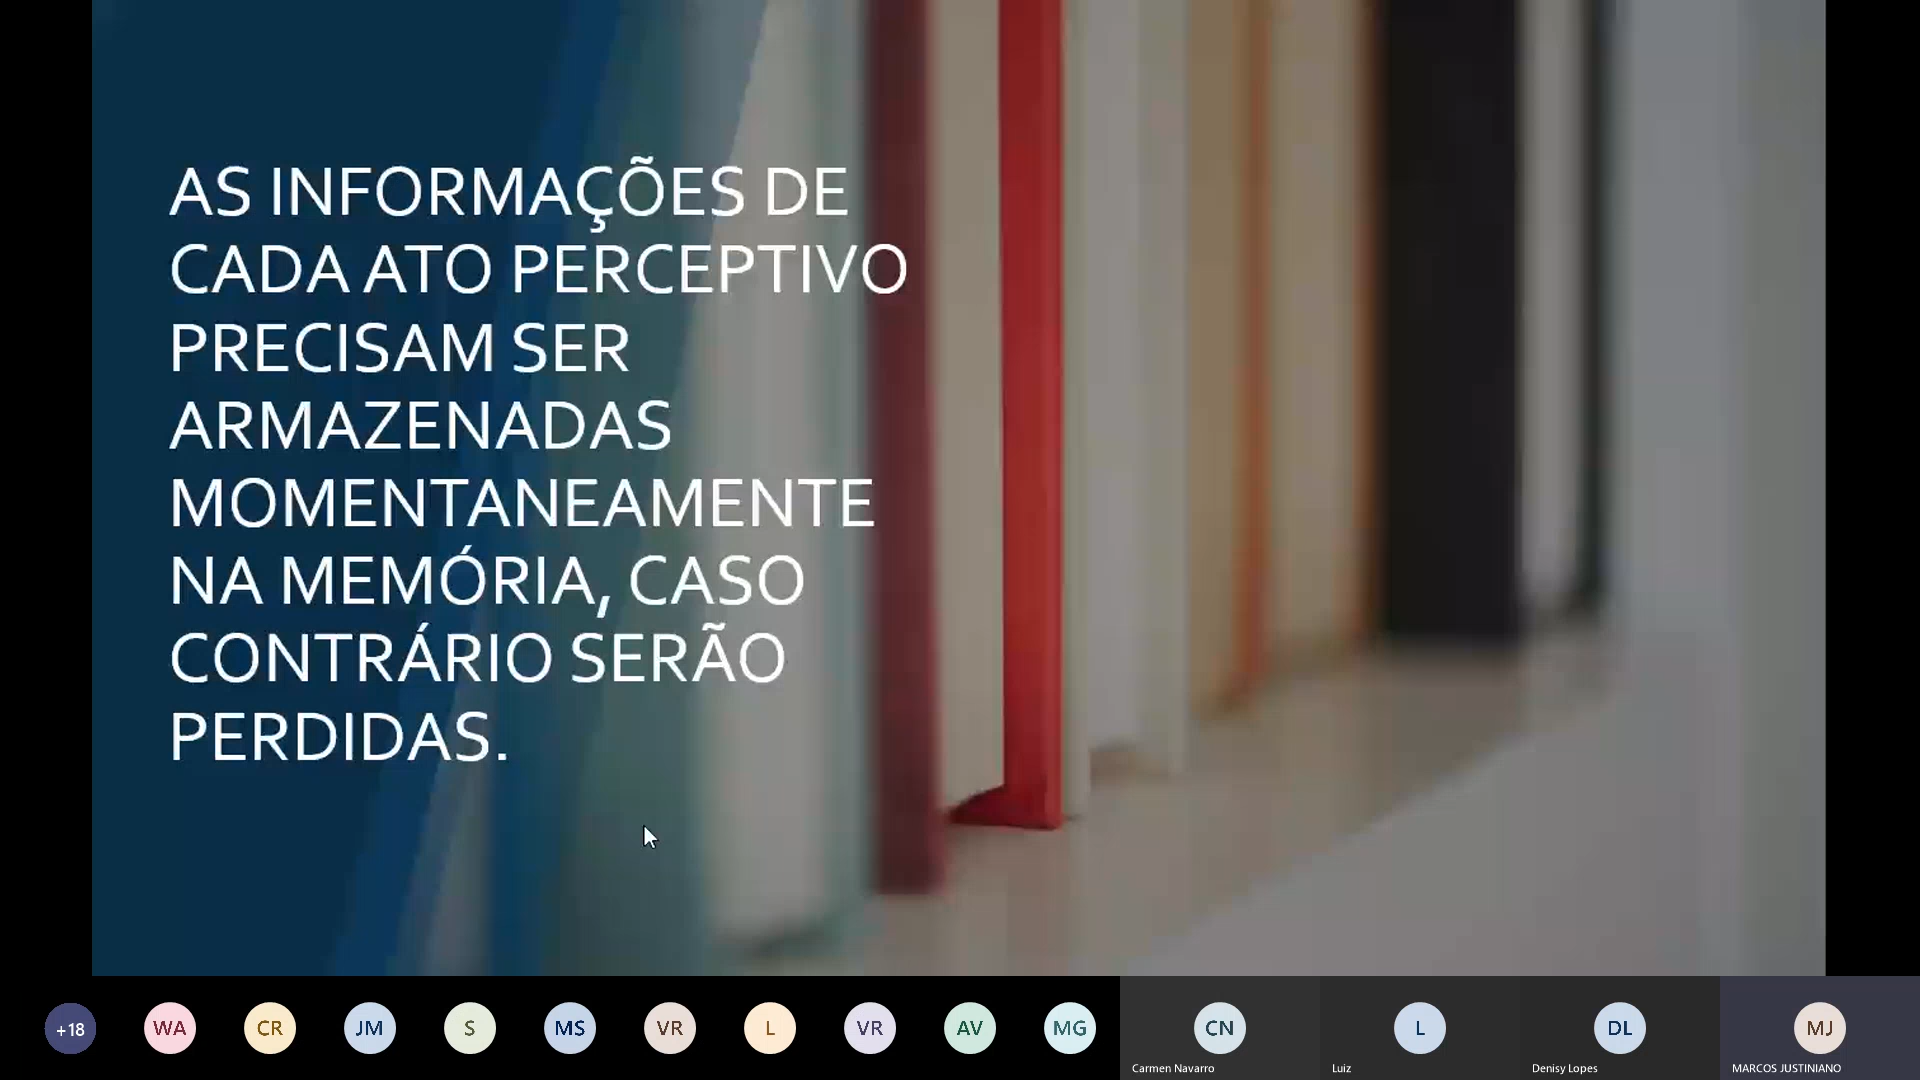 AS INFORMAÇÕES DE
CADA ATO PERCEPTIVO
PRECISAM SER
ARMAZENADAS
MOMENTANEAMENTE
NA MEMÓRIA, CASO
CONTRÁRIO SERÃO
PERDIDAS.
+18 WA CR JM S MS VR L VR AV MG CN L DL MJ
Carmen Navarro Luiz Denisy Lopes MARCOS JUSTINIANO